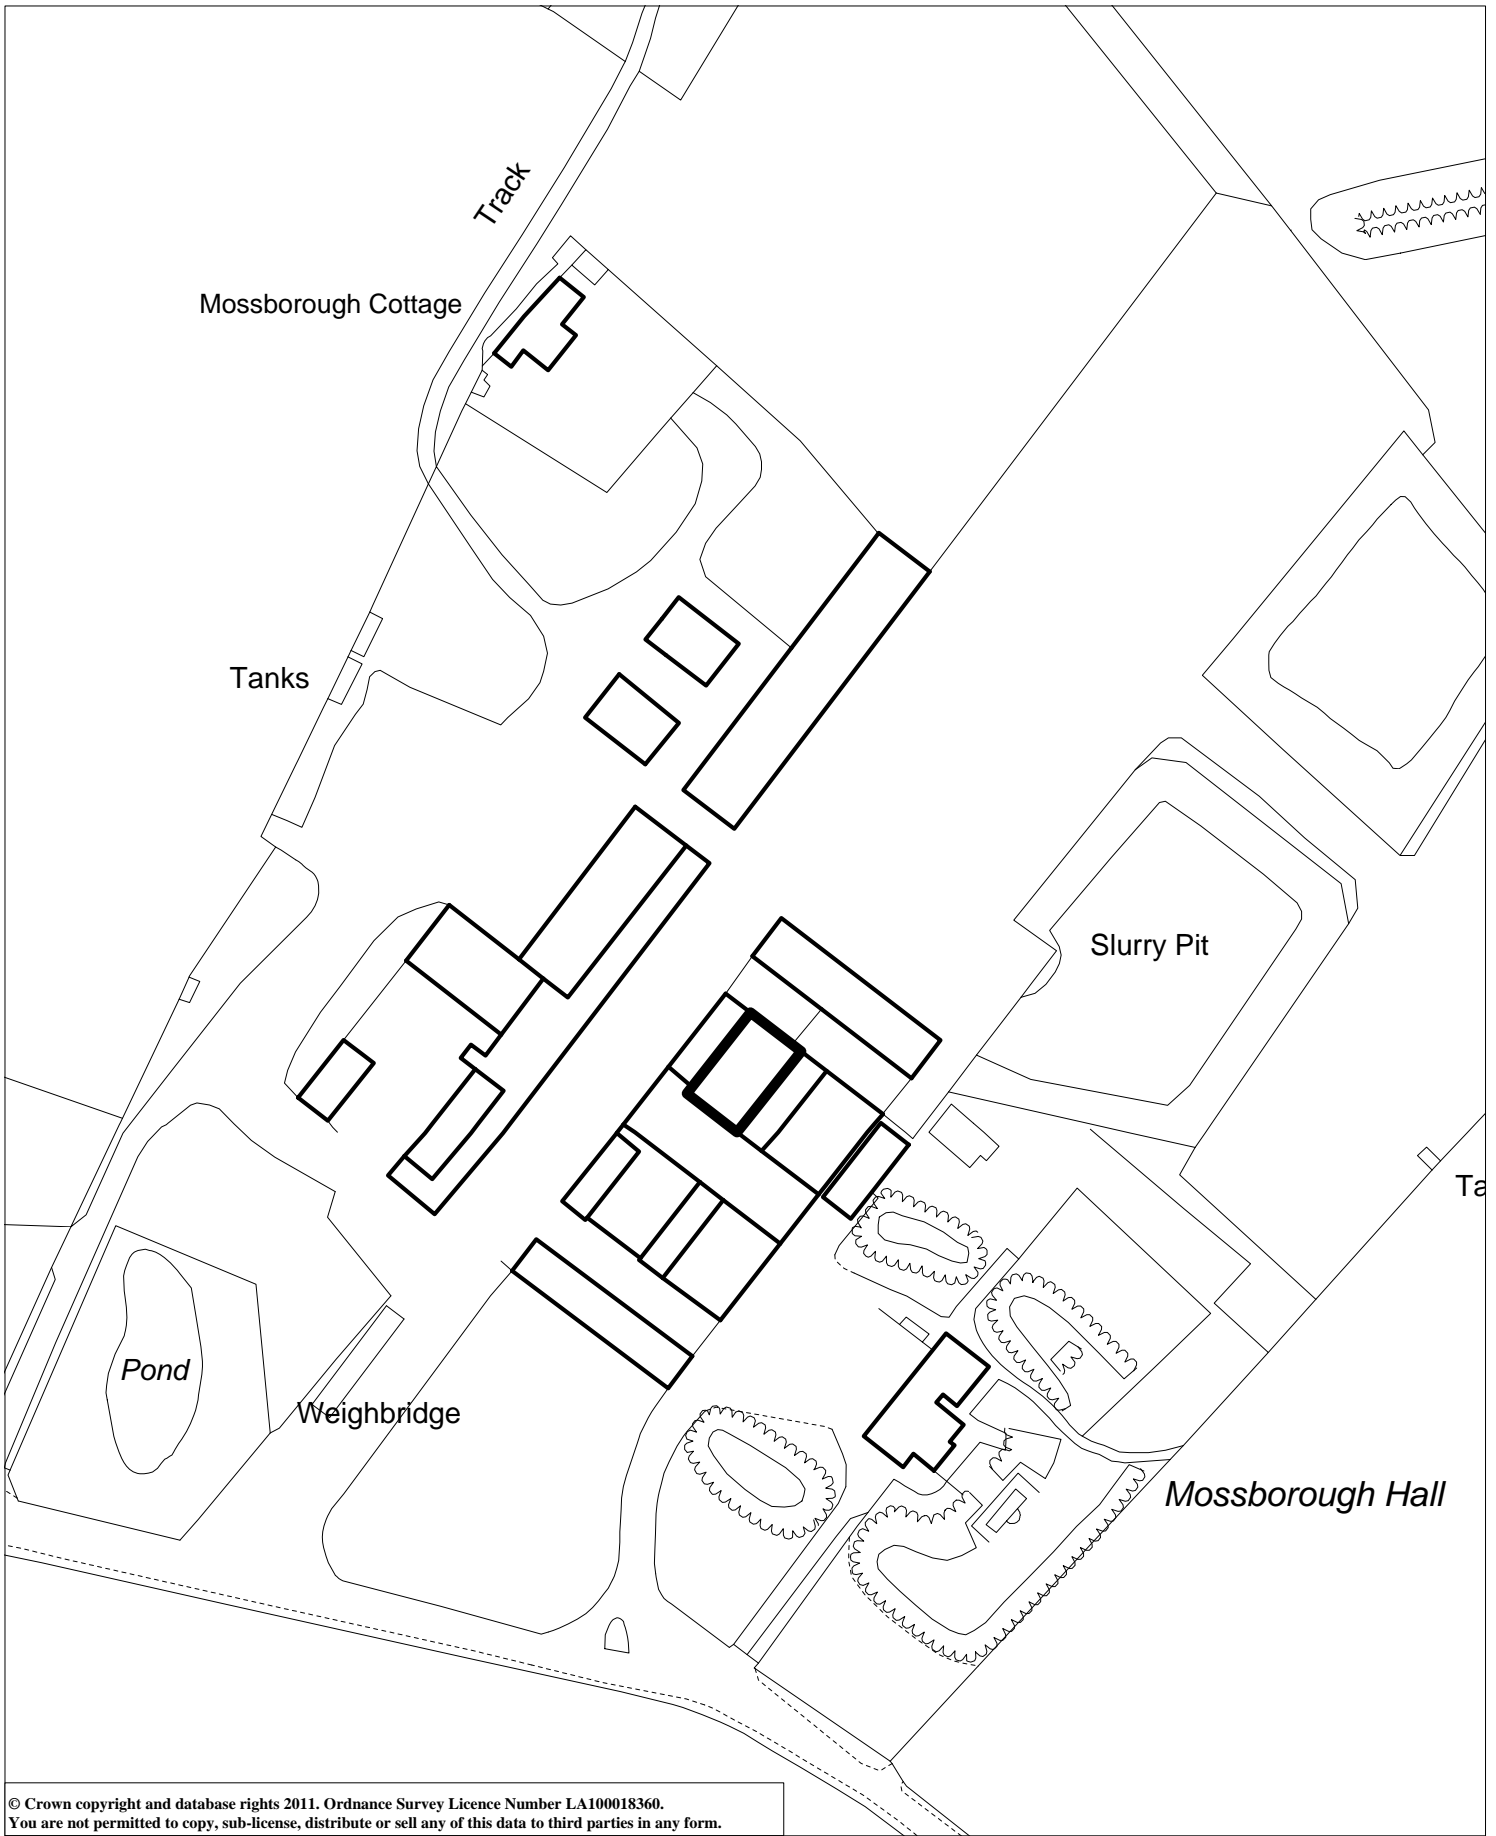 Track
Mossborough Cottage
Tanks
Slurry Pit
Ta
Pond
Weighbridge
Mossborough Hall
© Crown copyright and database rights 2011. Ordnance Survey Licence Number LA100018360.
You are not permitted to copy, sub-license, distribute or sell any of this data to third parties in any form.